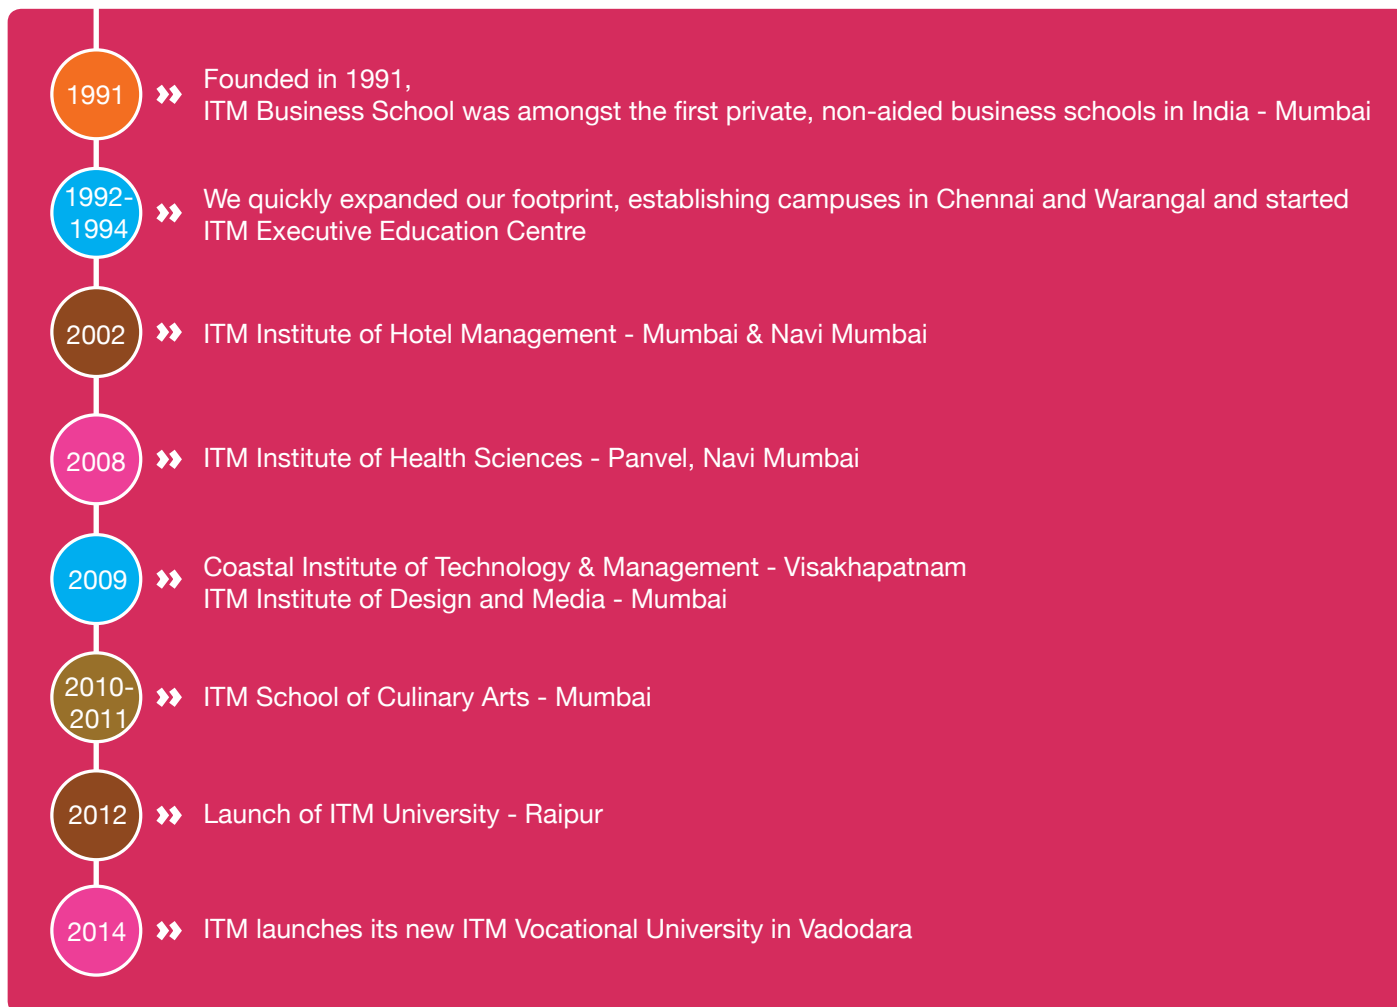 1991
Founded in 1991,
ITM Business School was amongst the first private, non-aided business schools in India - Mumbai
1992-
1994
We quickly expanded our footprint, establishing campuses in Chennai and Warangal and started
ITM Executive Education Centre
2002
ITM Institute of Hotel Management - Mumbai & Navi Mumbai
2008
ITM Institute of Health Sciences - Panvel, Navi Mumbai
2009
Coastal Institute of Technology & Management - Visakhapatnam
ITM Institute of Design and Media - Mumbai
2010-
2011
ITM School of Culinary Arts - Mumbai
2012
Launch of ITM University - Raipur
2014
ITM launches its new ITM Vocational University in Vadodara